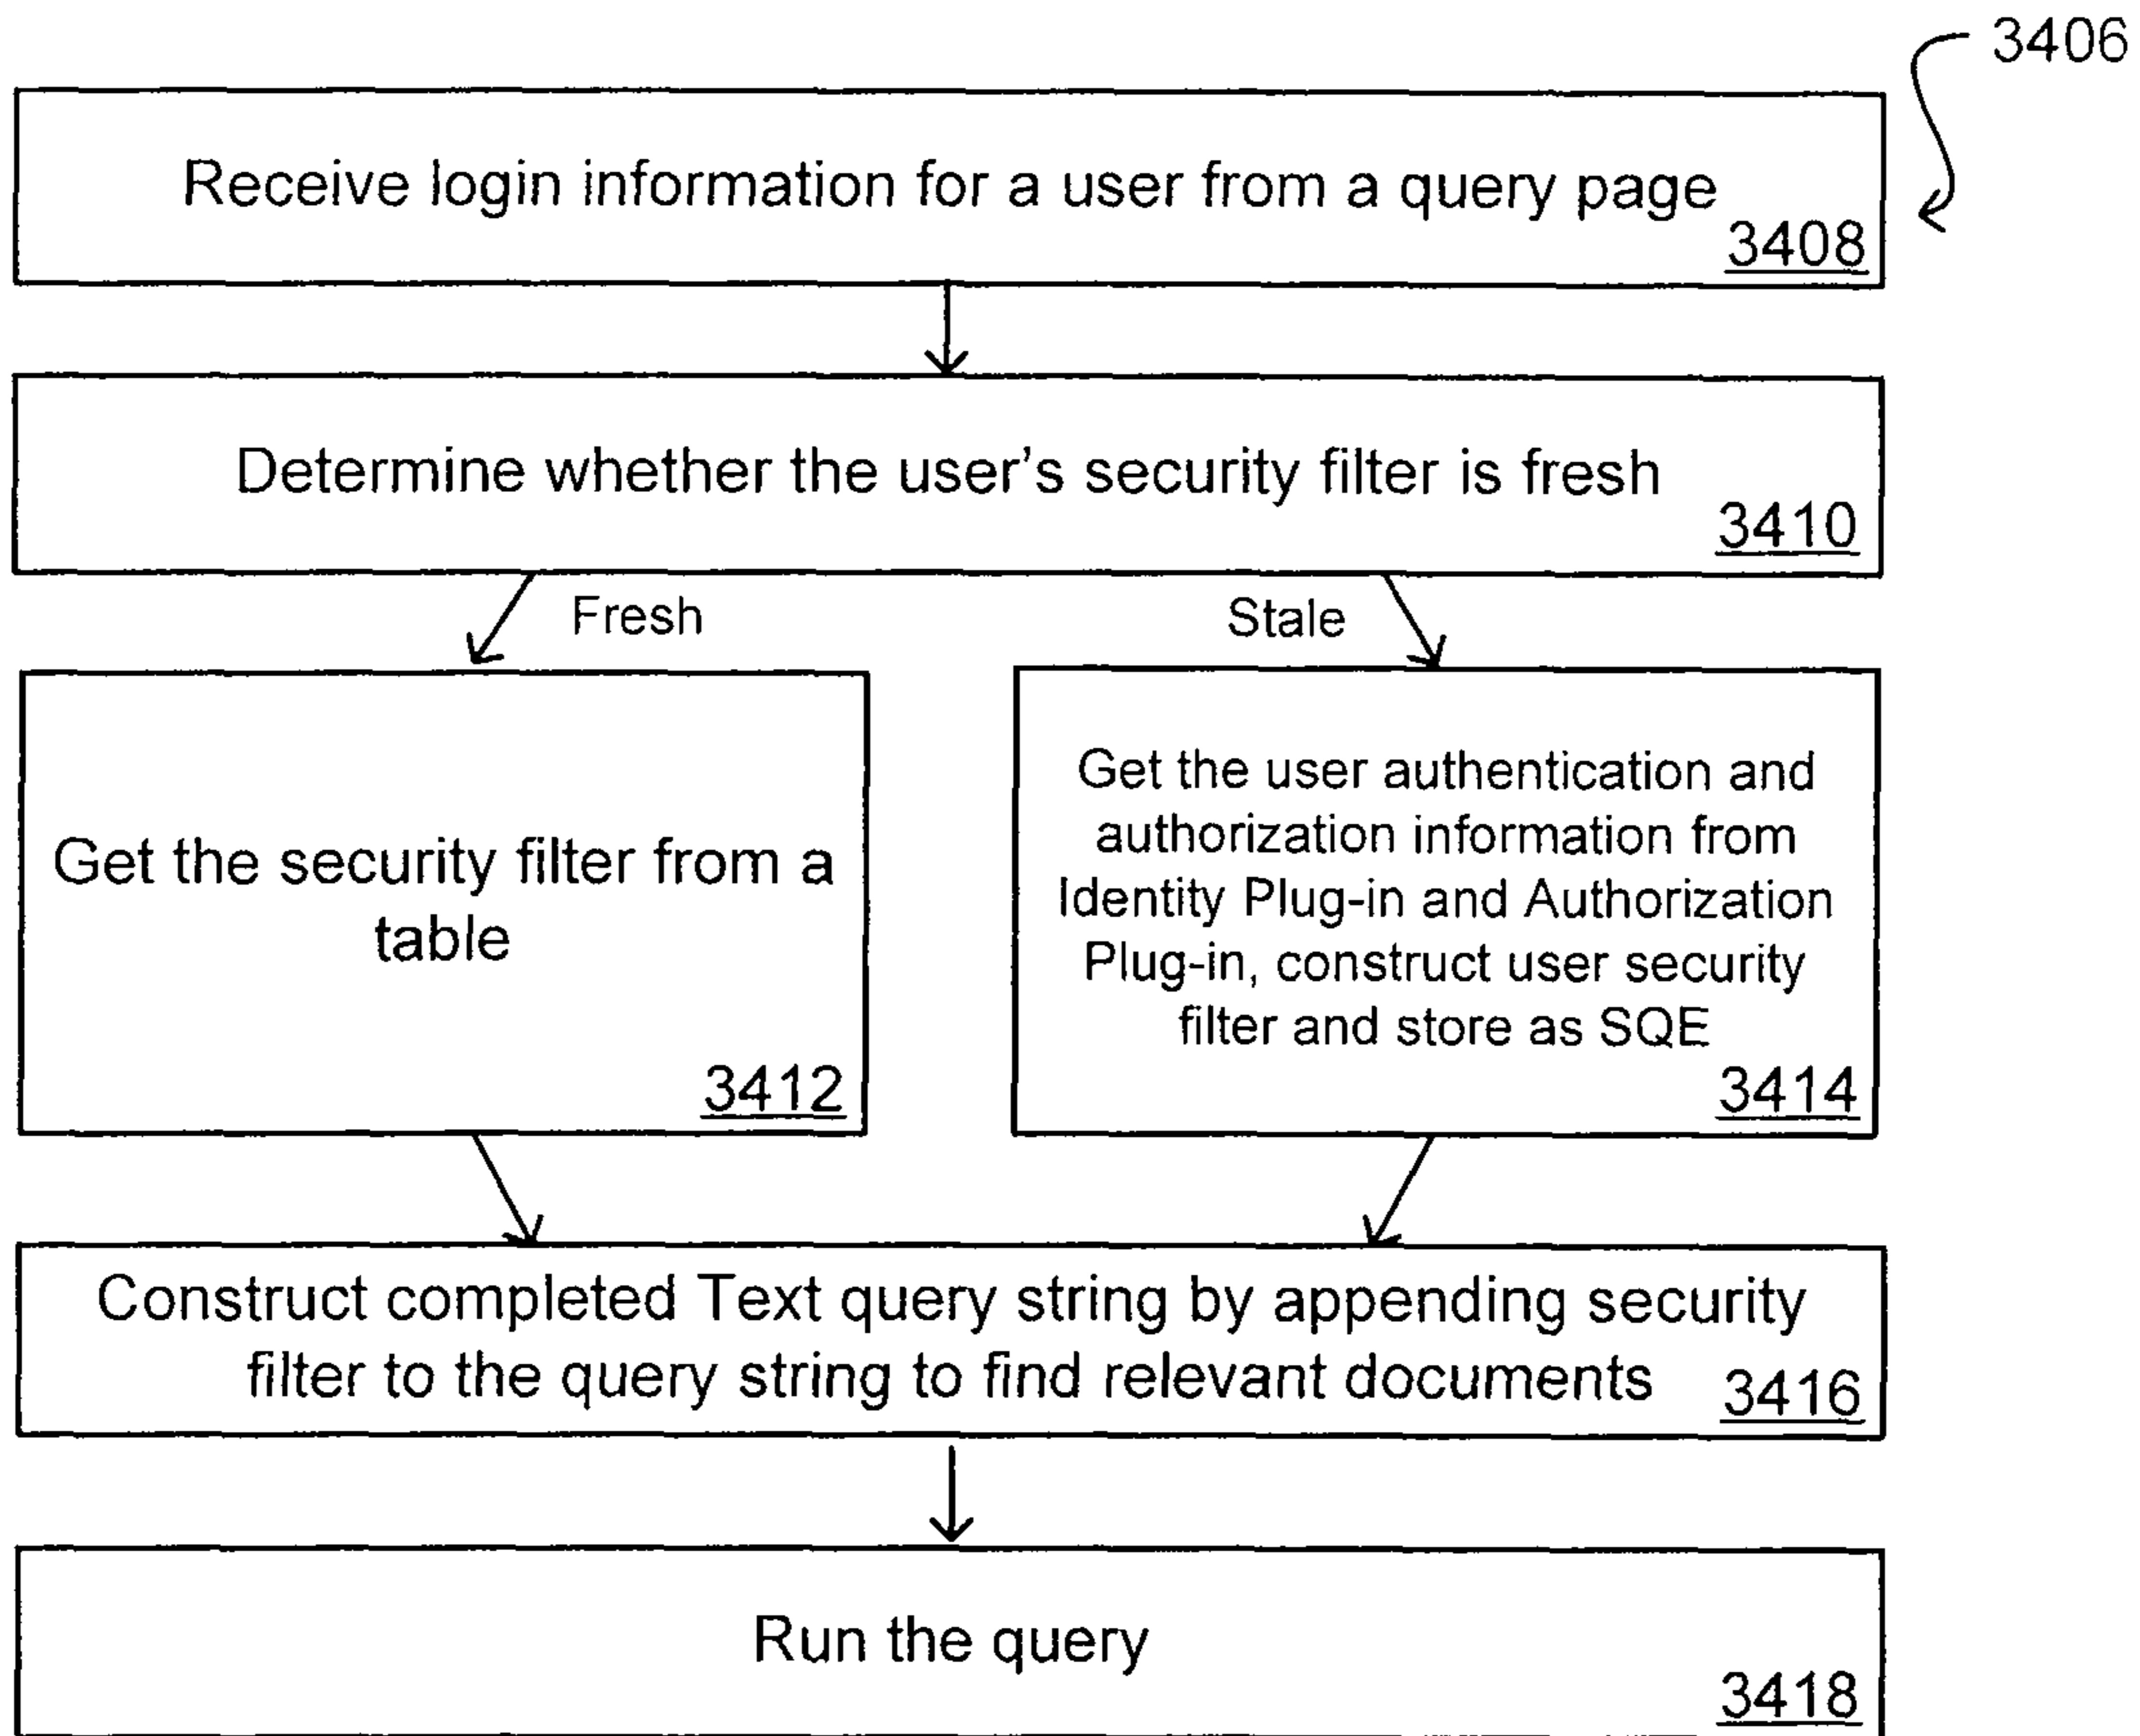 3406
Receive login information for a user from a query page
3408
Determine whether the user's security filter is fresh
3410
Fresh
Stale
Get the security filter from a
table
3412
Get the user authentication and
authorization information from
Identity Plug-in and Authorization
Plug-in, construct user security
filter and store as SQE
3414
Construct completed Text query string by appending security
filter to the query string to find relevant documents
3416
Run the query
3418